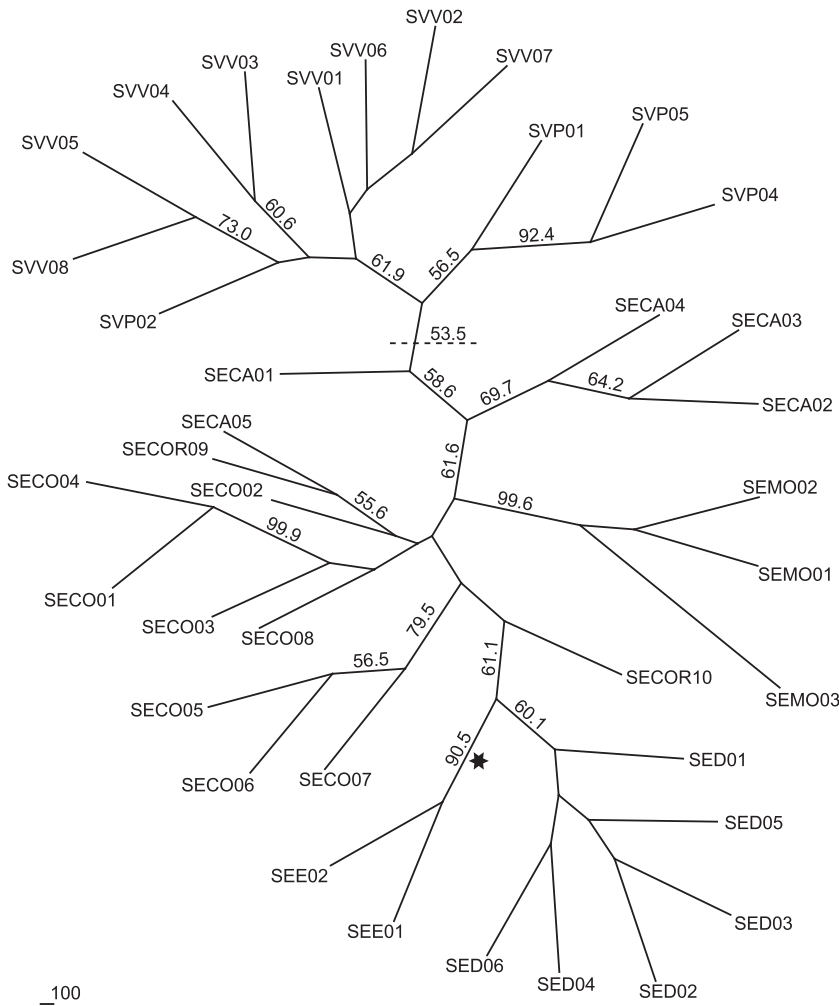 SVV02
SVV06
SVV03
SVV07
SVV01
SVV04
SVP05
SVP01
SVV05
SVP04
60.6
73.0
92.4
SVV08
61.9
56.5
SECA04
SVP02
SECA03
53.5
SECA01
58.6
69.7
64.2
SECA02
SECA05
SECOR09
61.6
SECO04
SECO02
SEMO02
55.6
99.6
99.9
SEMO01
SECO01
SECO03
SECO08
79.5
61.1
56.5
SECOR10
SEMO03
SECO05
60.1
90.5
SED01
SECO06
SECO07
SED05
SEE02
SED03
SEE01
SED06
SED04
SED02
100